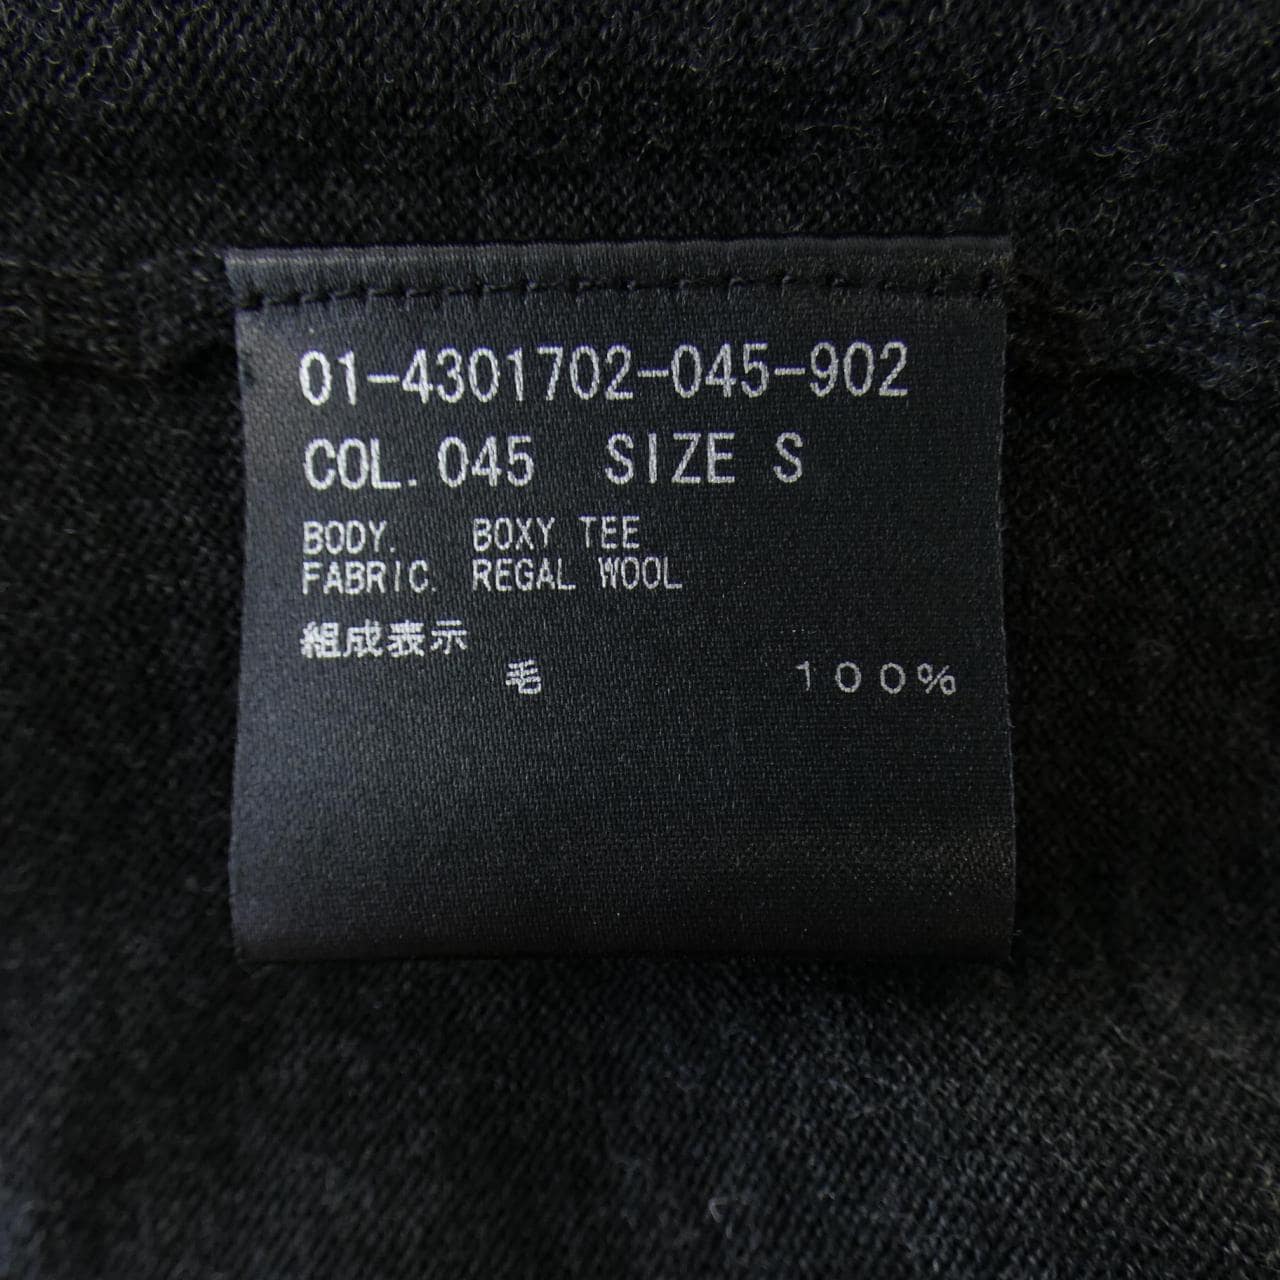 01-4301702-045-902
COL.045 SIZE S
BODY. BOXY TEE
FABRIC. REGAL WOOL
組成表示
毛 100%